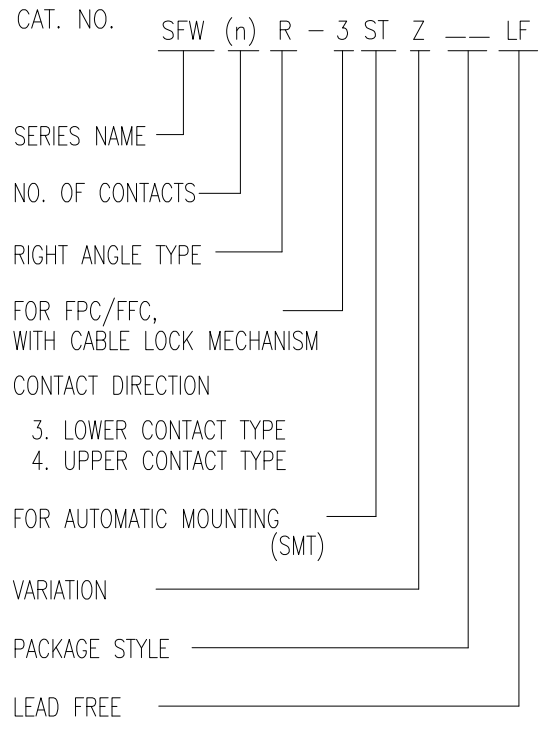 CAT. NO. SFW (n) R - 3 ST Z __ LF
SERIES NAME
NO. OF CONTACTS
RIGHT ANGLE TYPE
FOR FPC/FFC,
WITH CABLE LOCK MECHANISM
CONTACT DIRECTION
3. LOWER CONTACT TYPE
4. UPPER CONTACT TYPE
FOR AUTOMATIC MOUNTING
(SMT)
VARIATION
PACKAGE STYLE
LEAD FREE